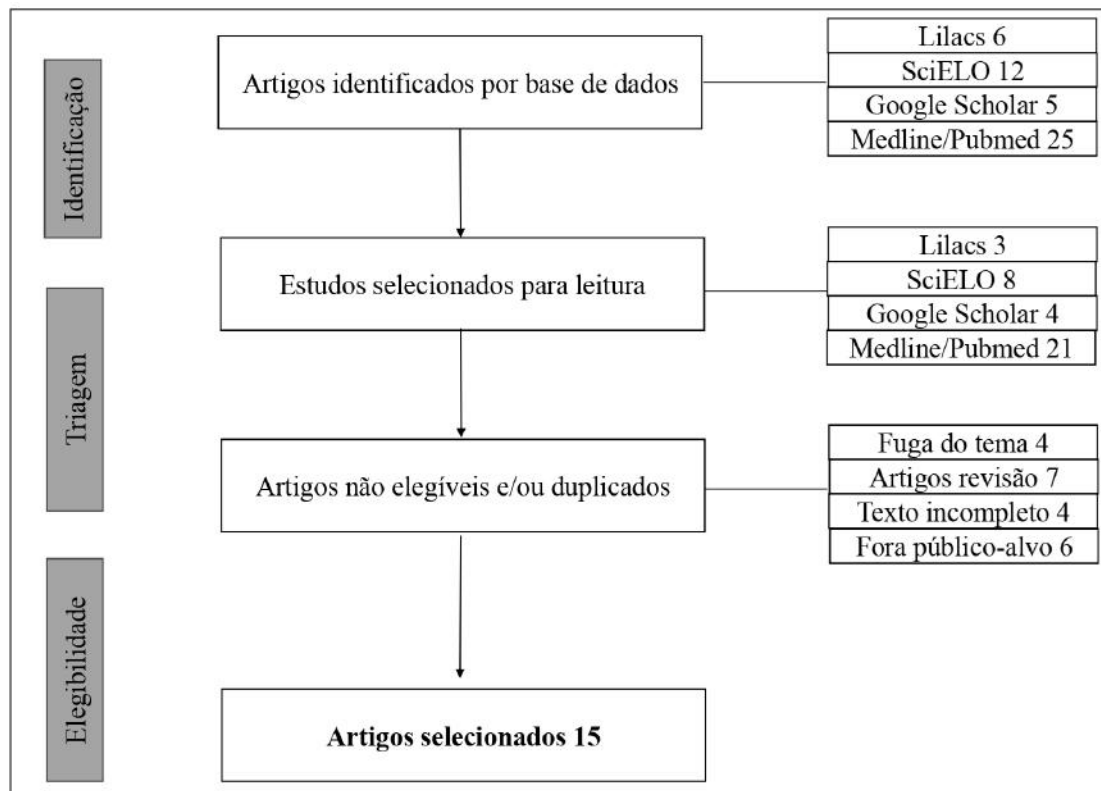 Identificação
Artigos identificados por base de dados
Lilacs 6
SciELO 12
Google Scholar 5
Medline/Pubmed 25
Triagem
Estudos selecionados para leitura
Lilacs 3
SciELO 8
Google Scholar 4
Medline/Pubmed 21
Artigos não elegíveis e/ou duplicados
Fuga do tema 4
Artigos revisão 7
Texto incompleto 4
Fora público-alvo 6
Elegibilidade
Artigos selecionados 15